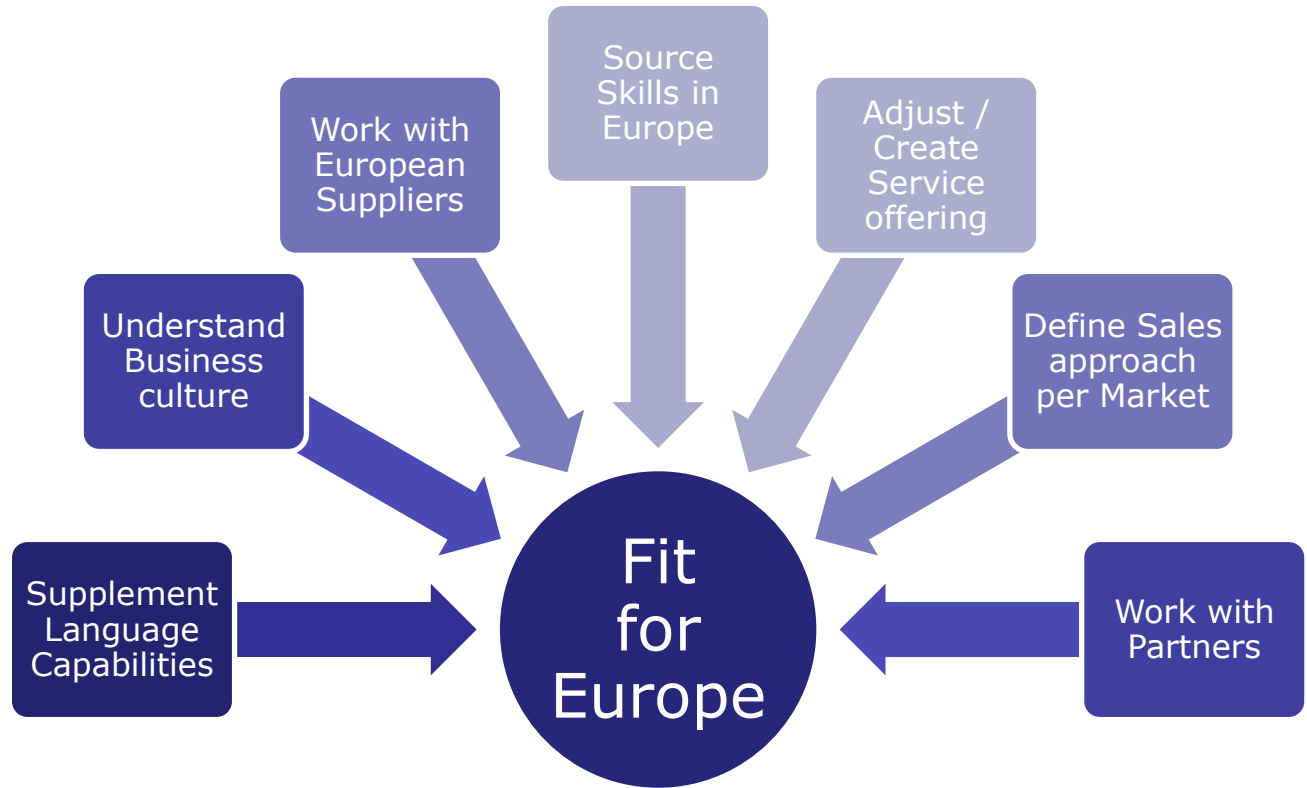 Source
Skills in
Europe
Work with
European
Suppliers
Adjust /
Create
Service
offering
Understand
Business
culture
Define Sales
approach
per Market
Supplement
Language
Capabilities
Fit
for
Europe
Work with
Partners